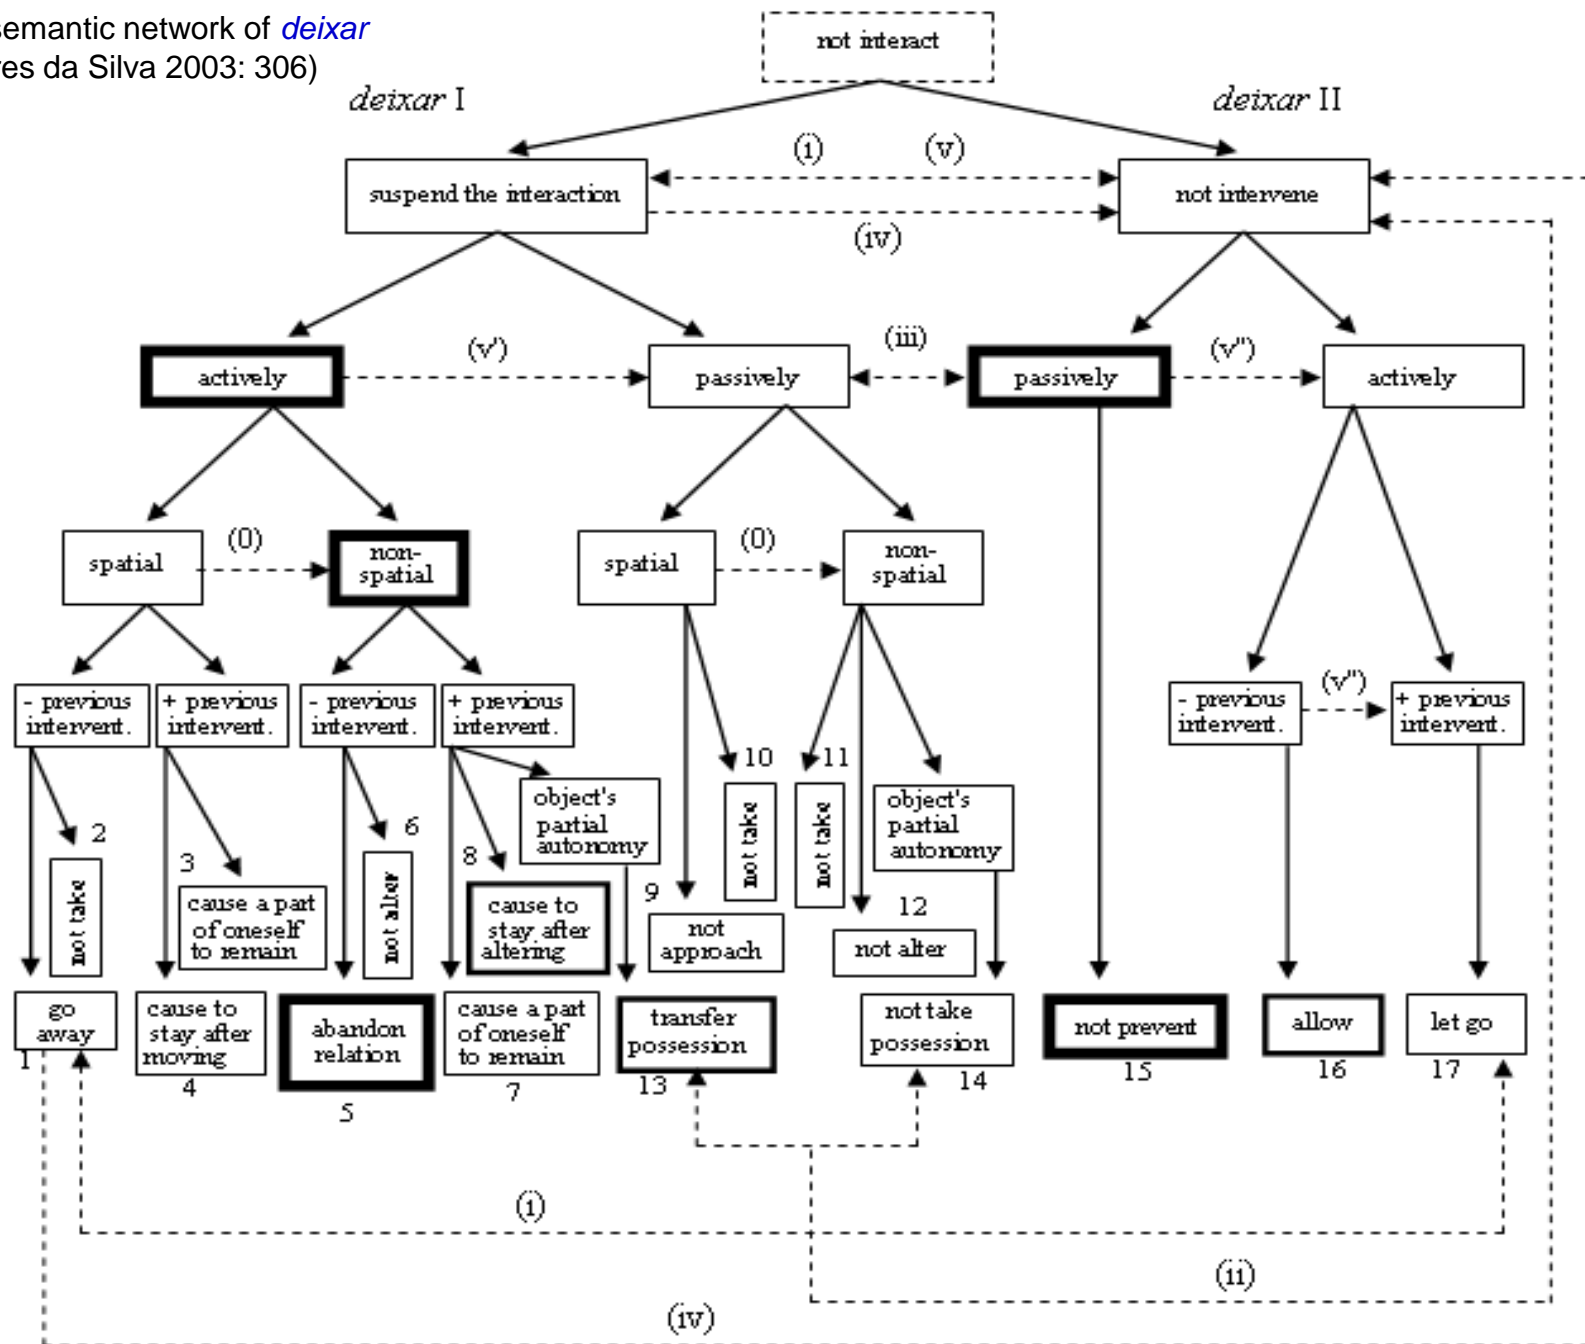 semantic network of deixar
res da Silva 2003: 306)
not interact
deixar I
deixar II
(i)
(v)
suspend the interaction
not intervene
(iv)
(v')
(iii)
(v'')
actively
passively
passively
actively
(0)
(0)
spatial
non-
spatial
spatial
non-
spatial
- previous
intervent.
+ previous
intervent.
- previous
intervent.
+ previous
intervent.
- previous
intervent.
(v'')
+ previous
intervent.
10
11
object's
partial
autonomy
object's
partial
autonomy
2
6
3
8
9
12
not take
not alter
not take
not take
cause a part
of oneself
to remain
cause to
stay after
altering
not
approach
not alter
go
away
cause to
stay after
moving
abandon
relation
cause a part
of oneself
to remain
transfer
possession
not take
possession
not prevent
allow
let go
1
4
5
7
13
14
15
16
17
(i)
(ii)
(iv)